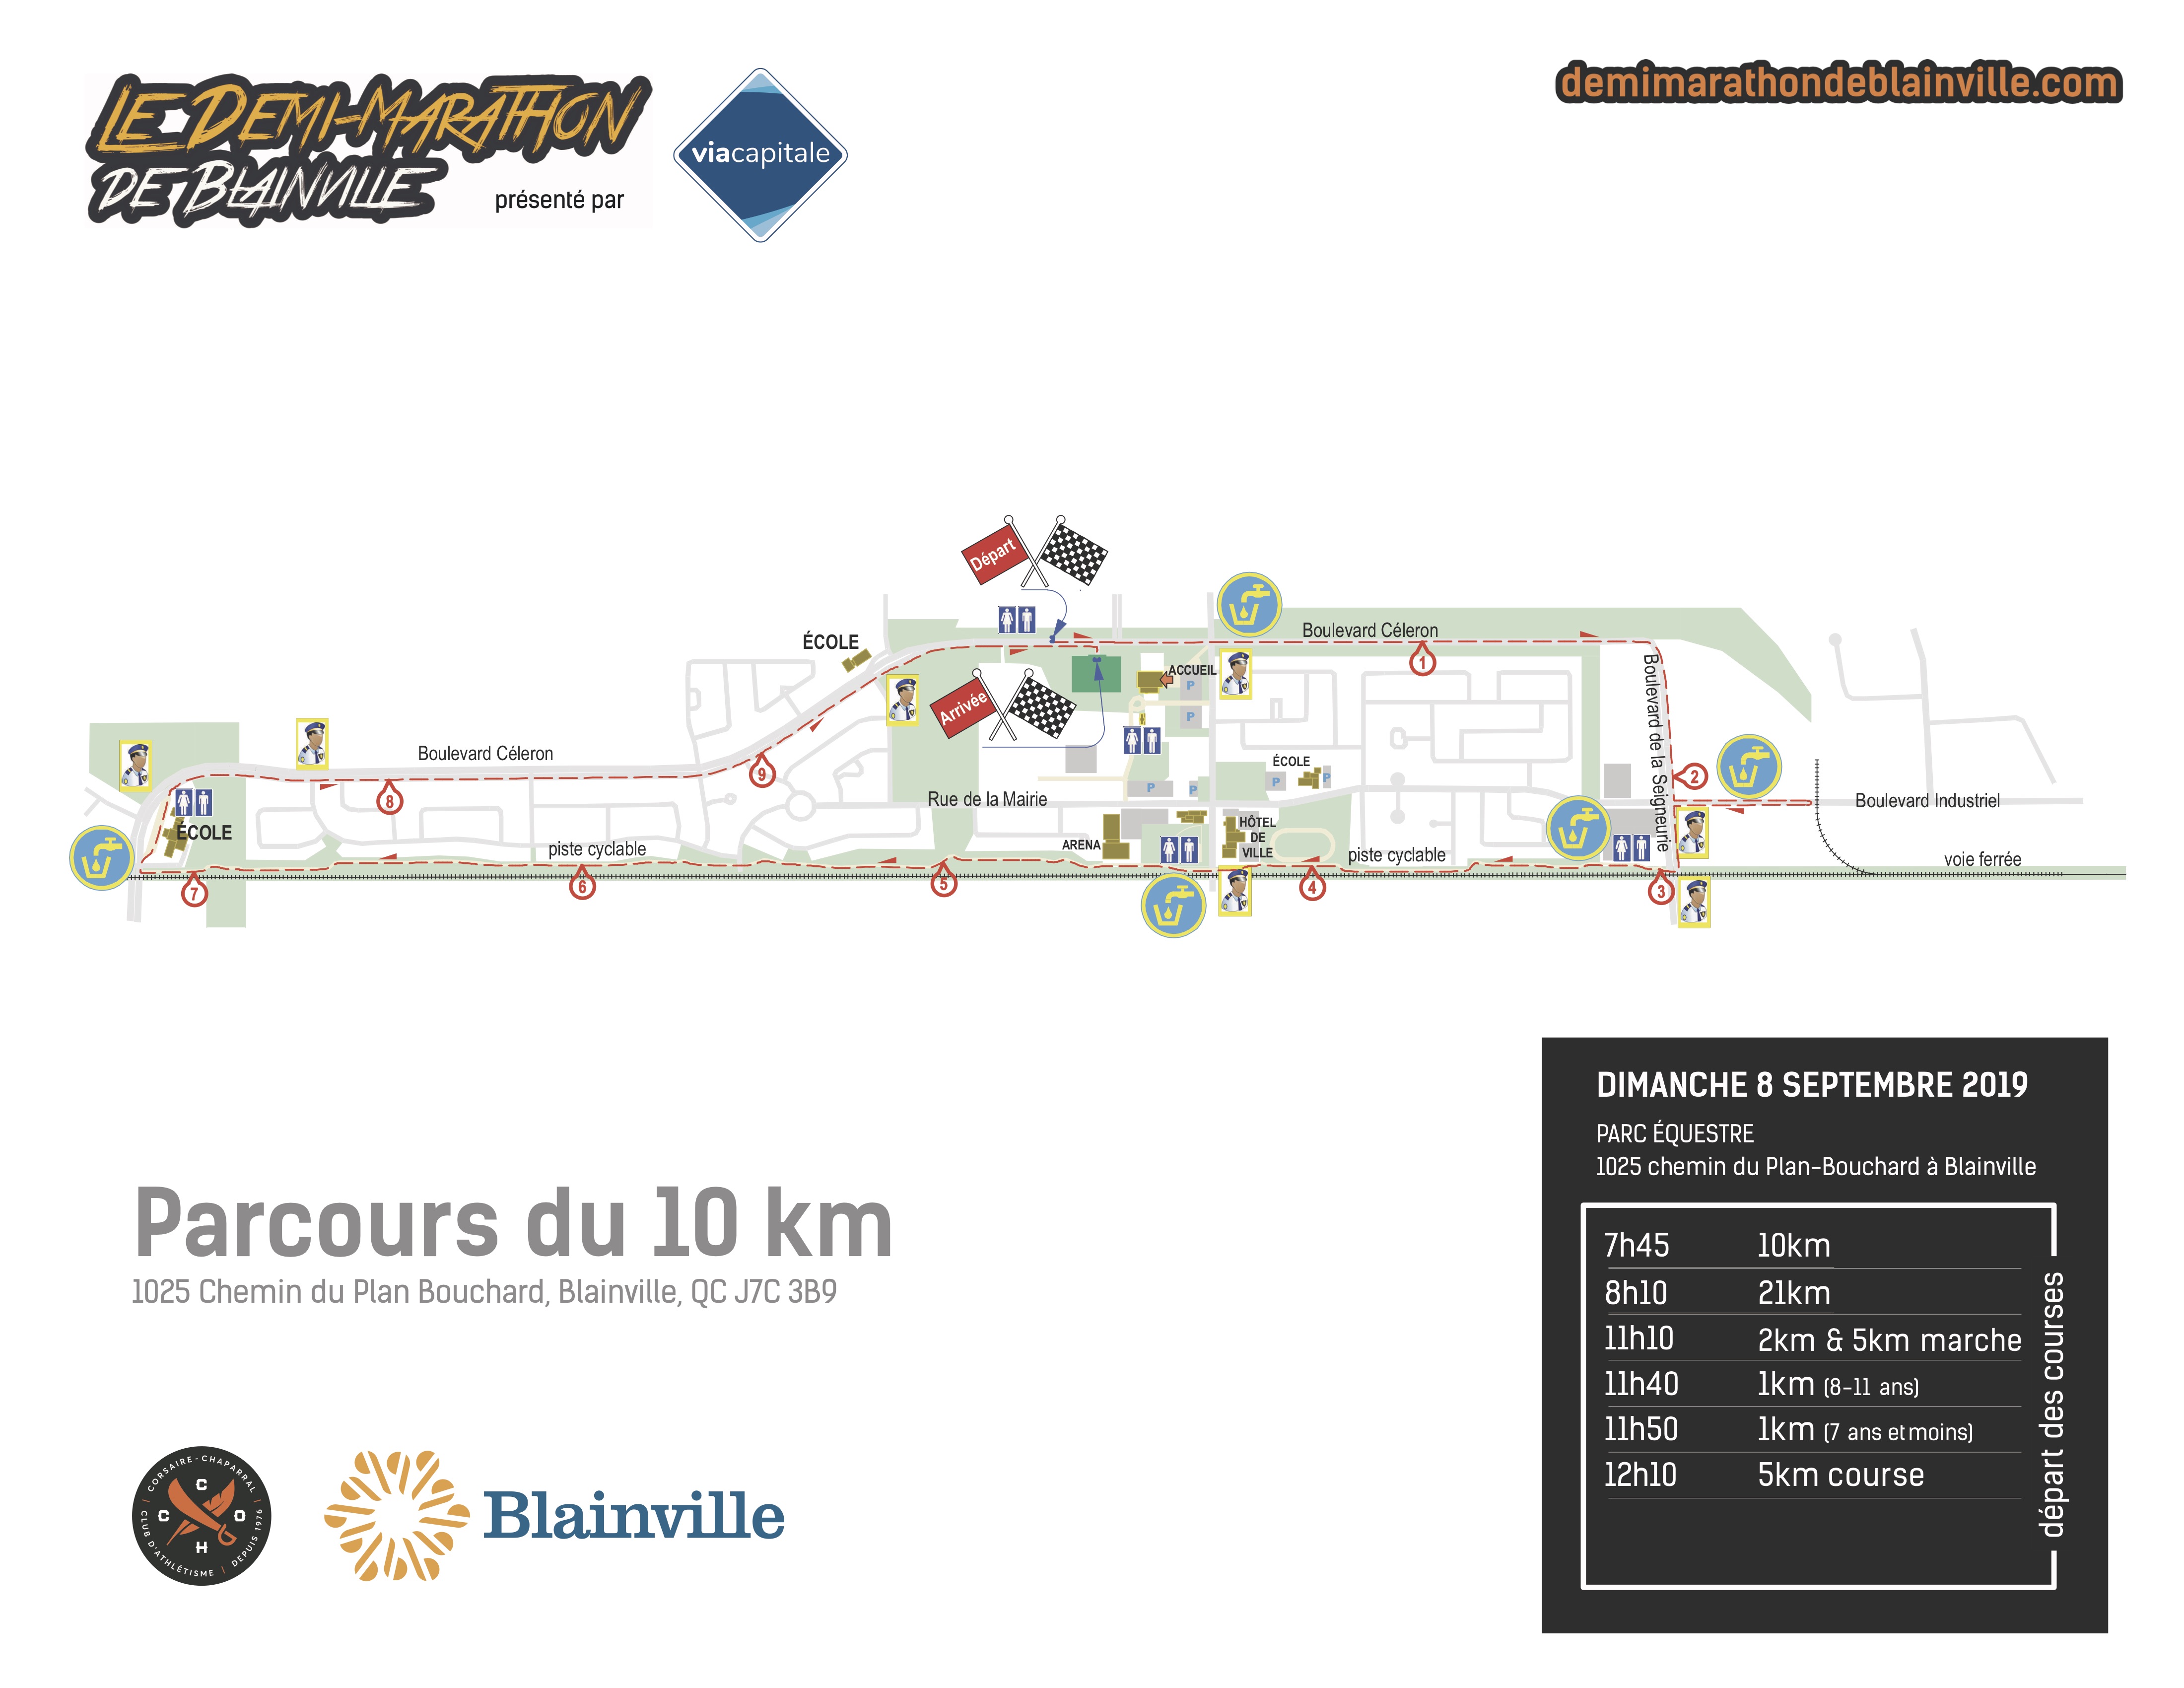 LE DEMI-MARATHON
DE BLAINVILLE
présenté par
viacapitale
demimarathondeblainville.com
Départ
ÉCOLE
Boulevard Céleron
1
ACCUEIL
P
P
Arrivée
Boulevard de la Seigneurie
Boulevard Céleron
9
8
2
ÉCOLE
P
P
P
P
Rue de la Mairie
Boulevard Industriel
ÉCOLE
ARENA
HÔTEL
DE
VILLE
piste cyclable
piste cyclable
voie ferrée
7
6
5
4
3
DIMANCHE 8 SEPTEMBRE 2019
PARC ÉQUESTRE
1025 chemin du Plan-Bouchard à Blainville
7h45 10km
8h10 21km
11h10 2km & 5km marche
11h40 1km (8-11 ans)
11h50 1km (7 ans et moins)
12h10 5km course
départ des courses
Parcours du 10 km
1025 Chemin du Plan Bouchard, Blainville, QC J7C 3B9
CORSAIRE-CHAPARRAL
CLUB D'ATHLÉTISME
DEPUIS 1976
C
C O
H
Blainville